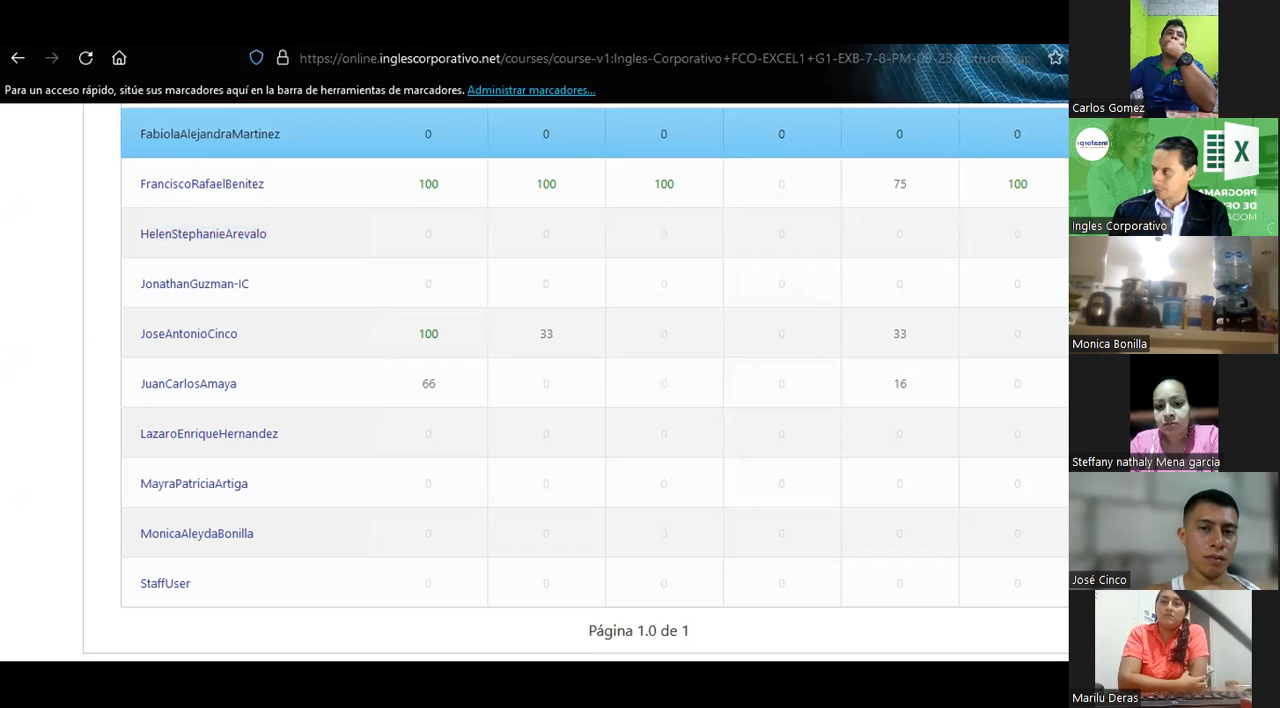 https://online.inglescorporativo.net/courses/course-v1:Ingles-Corporativo+FCO-EXCEL1+G1-EXB-7-8-PM-09-23/
Para un acceso rápido, sitúe sus marcadores aquí en la barra de herramientas de marcadores. Administrar marcadores...
FabiolaAlejandraMartinez 0 0 0 0 0 0
FranciscoRafaelBenitez 100 100 100 0 75 100
HelenStephanieArevalo 0 0 0 0 0 0
JonathanGuzman-IC 0 0 0 0 0 0
JoseAntonioCinco 100 33 0 0 33 0
JuanCarlosAmaya 66 0 0 0 16 0
LazaroEnriqueHernandez 0 0 0 0 0 0
MayraPatriciaArtiga 0 0 0 0 0 0
MonicaAleydaBonilla 0 0 0 0 0 0
StaffUser 0 0 0 0 0 0
Página 1.0 de 1
Carlos Gomez
X
PROGRAMA
DE OF
MODA
Ingles Corporativo
Monica Bonilla
Steffany nathaly Mena garcia
José Cinco
Marilu Deras